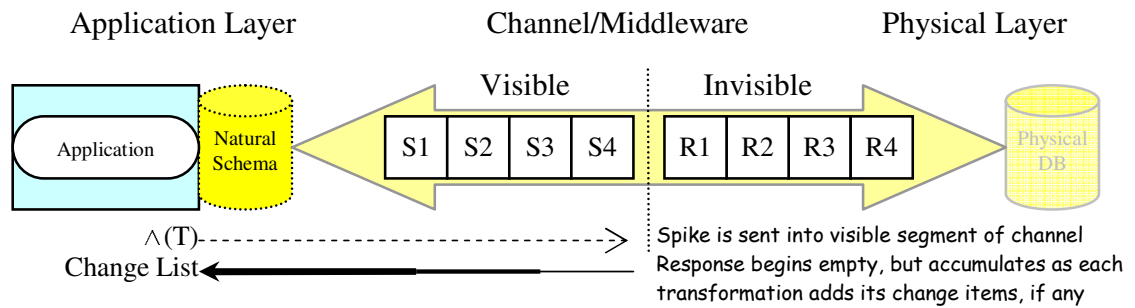 Application Layer
Channel/Middleware
Physical Layer
Visible
Invisible
Application
Natural
Schema
S1
S2
S3
S4
R1
R2
R3
R4
Physical
DB
^(T)
Spike is sent into visible segment of channel
Change List
Response begins empty, but accumulates as each
transformation adds its change items, if any